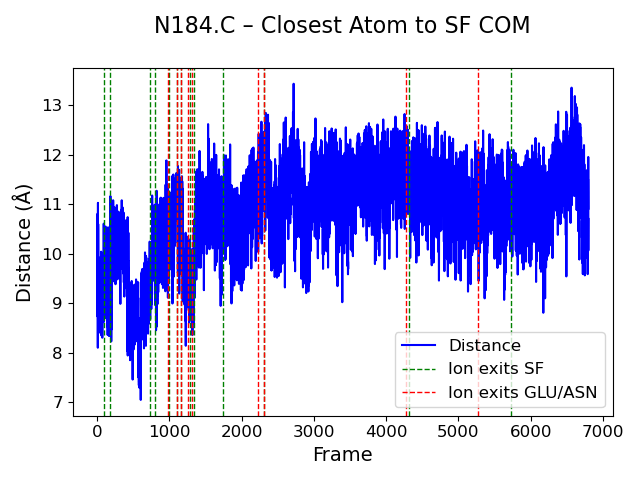 N184.C – Closest Atom to SF COM
Distance (Å)
13
12
11
10
9
8
7
0
1000
2000
3000
4000
5000
6000
7000
Frame
Distance
Ion exits SF
Ion exits GLU/ASN